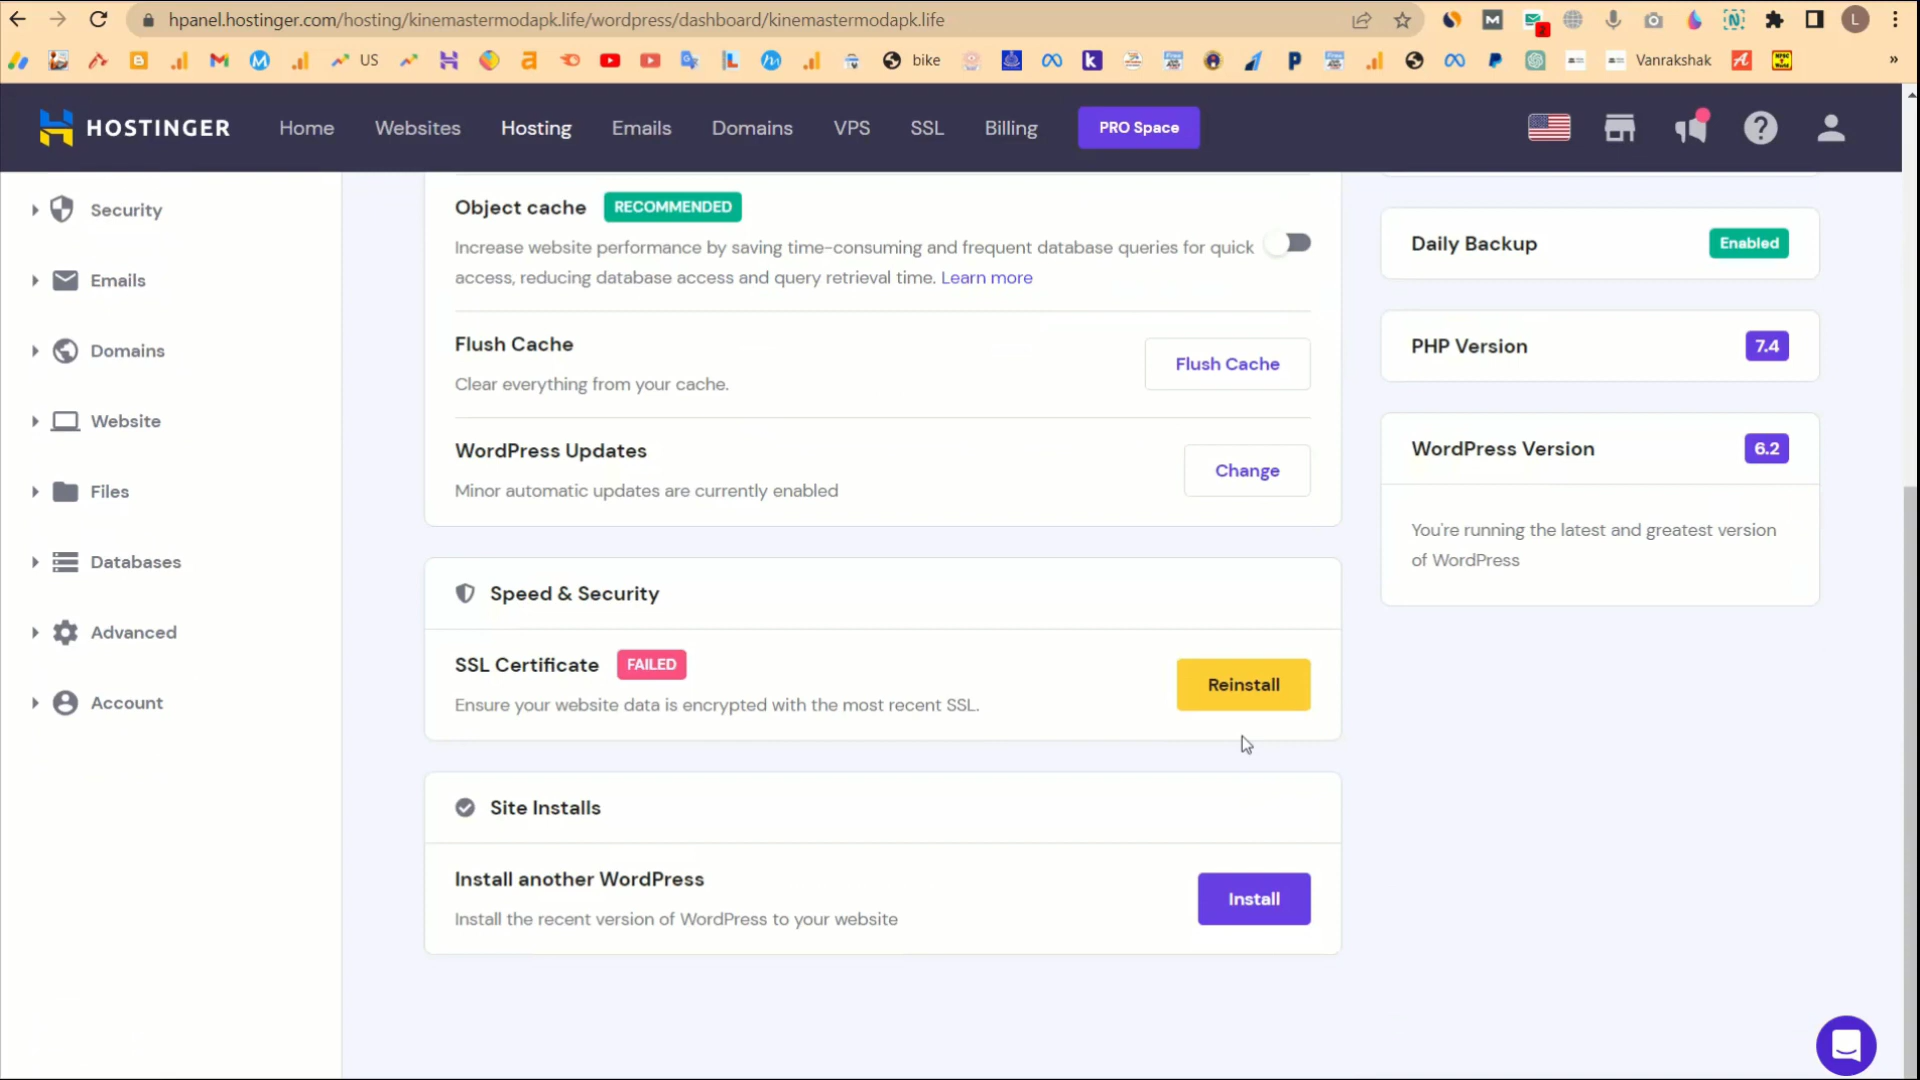 hpanel.hostinger.com/hosting/kinemastermodapk.life/wordpress/dashboard/kinemastermodapk.life
L
2
US
bike
Vanrakshak
»
HOSTINGER
Home
Websites
Hosting
Emails
Domains
VPS
SSL
Billing
PRO Space
Security
Emails
Domains
Website
Files
Databases
Advanced
Account
Object cache RECOMMENDED
Increase website performance by saving time-consuming and frequent database queries for quick
access, reducing database access and query retrieval time. Learn more
Flush Cache
Clear everything from your cache.
Flush Cache
WordPress Updates
Minor automatic updates are currently enabled
Change
Speed & Security
SSL Certificate FAILED
Ensure your website data is encrypted with the most recent SSL.
Reinstall
Site Installs
Install another WordPress
Install the recent version of WordPress to your website
Install
Daily Backup Enabled
PHP Version 7.4
WordPress Version 6.2
You're running the latest and greatest version
of WordPress